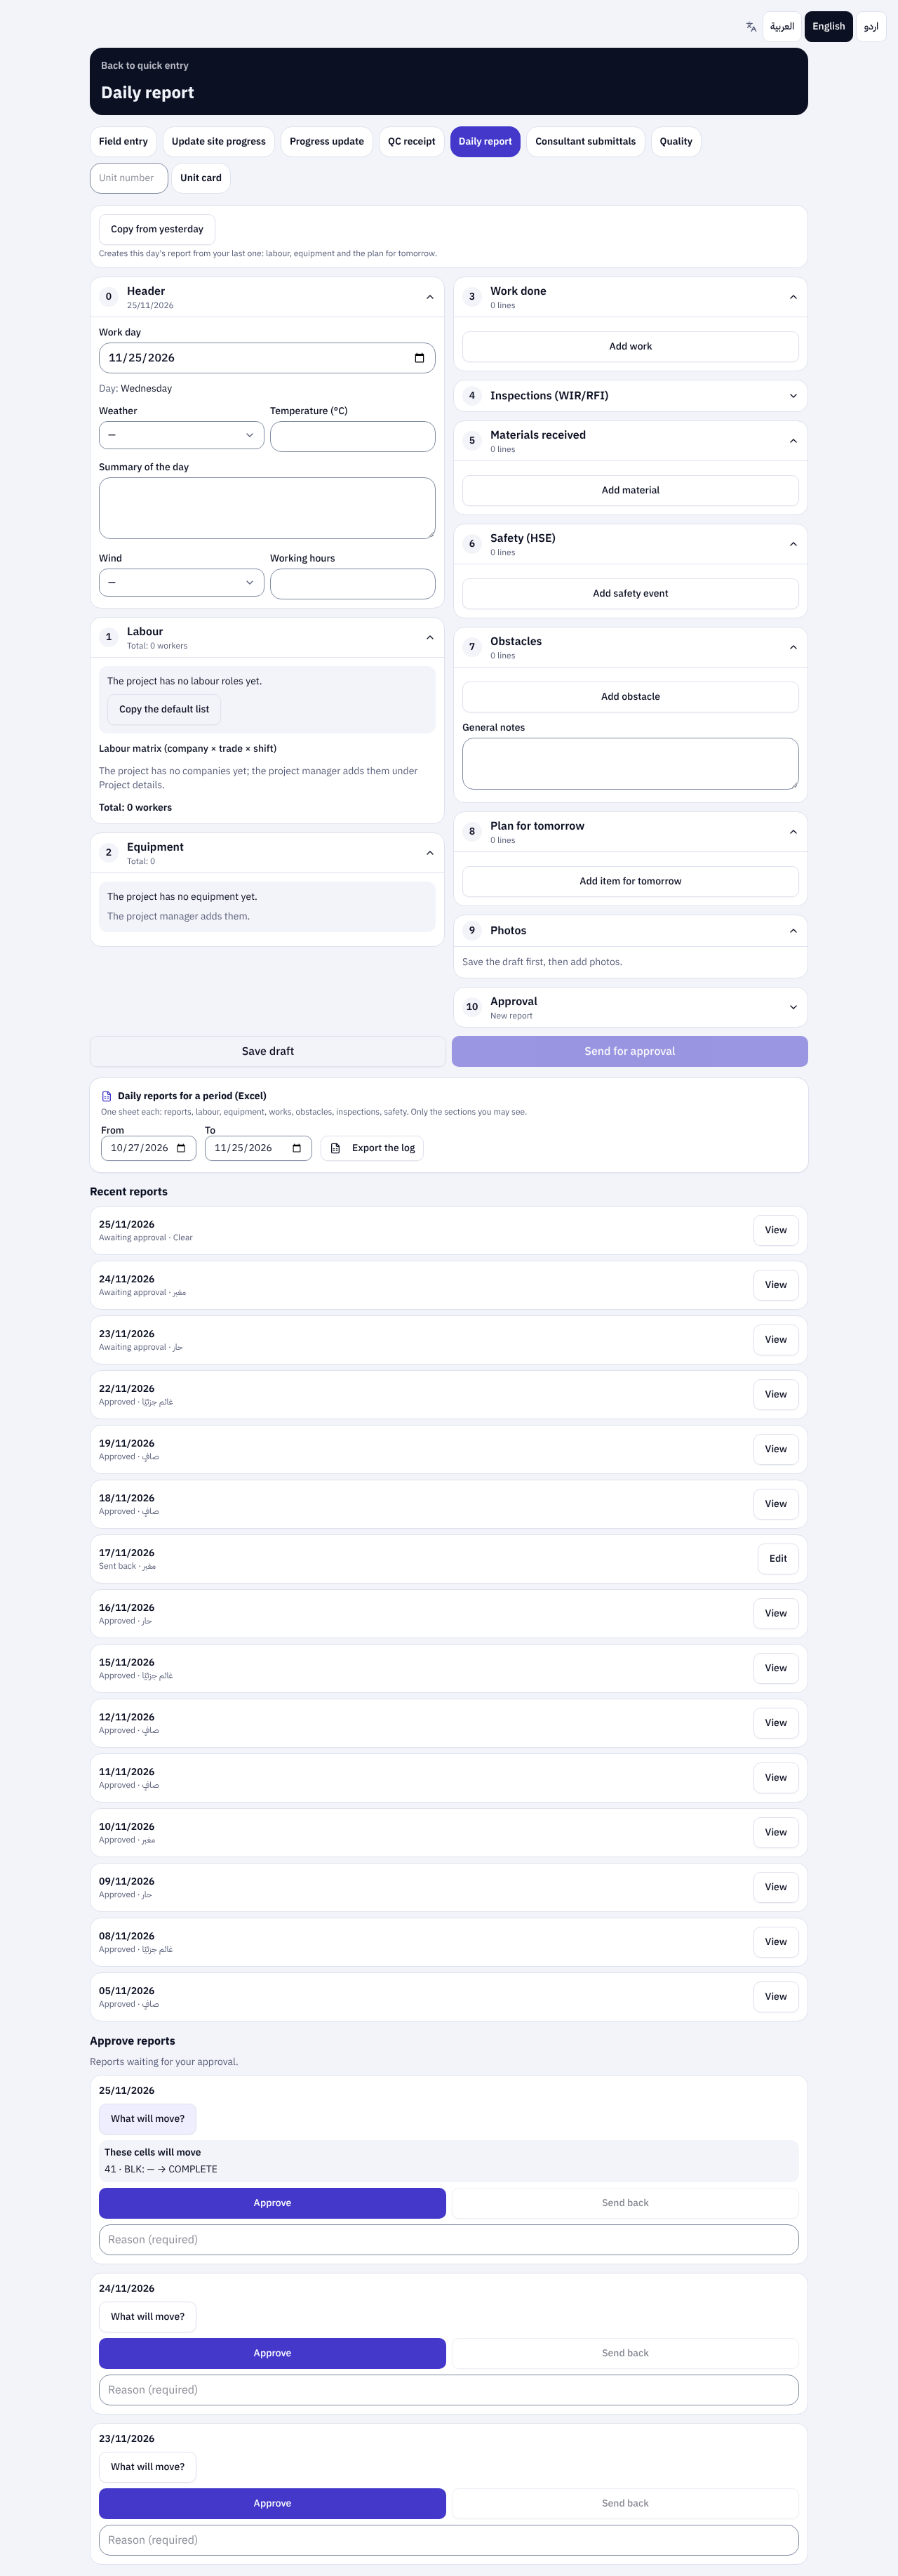 العربية
English
اردو
Back to quick entry
Daily report
Field entry
Update site progress
Progress update
QC receipt
Daily report
Consultant submittals
Quality
Unit number
Unit card
Copy from yesterday
Creates this day's report from your last one: labour, equipment and the plan for tomorrow.
0
Header
25/11/2026
Work day
11/25/2026
Day: Wednesday
Weather
Temperature (°C)
—
Summary of the day
Wind
Working hours
—
1
Labour
Total: 0 workers
The project has no labour roles yet.
Copy the default list
Labour matrix (company × trade × shift)
The project has no companies yet; the project manager adds them under
Project details.
Total: 0 workers
2
Equipment
Total: 0
The project has no equipment yet.
The project manager adds them.
3
Work done
0 lines
Add work
4
Inspections (WIR/RFI)
5
Materials received
0 lines
Add material
6
Safety (HSE)
0 lines
Add safety event
7
Obstacles
0 lines
Add obstacle
General notes
8
Plan for tomorrow
0 lines
Add item for tomorrow
9
Photos
Save the draft first, then add photos.
10
Approval
New report
Save draft
Send for approval
Daily reports for a period (Excel)
One sheet each: reports, labour, equipment, works, obstacles, inspections, safety. Only the sections you may see.
From
To
10/27/2026
11/25/2026
Export the log
Recent reports
25/11/2026
Awaiting approval · Clear
View
24/11/2026
Awaiting approval · مغبر
View
23/11/2026
Awaiting approval · حار
View
22/11/2026
Approved · غائم جزئيًا
View
19/11/2026
Approved · صافٍ
View
18/11/2026
Approved · صافٍ
View
17/11/2026
Sent back · مغبر
Edit
16/11/2026
Approved · حار
View
15/11/2026
Approved · غائم جزئيًا
View
12/11/2026
Approved · صافٍ
View
11/11/2026
Approved · صافٍ
View
10/11/2026
Approved · مغبر
View
09/11/2026
Approved · حار
View
08/11/2026
Approved · غائم جزئيًا
View
05/11/2026
Approved · صافٍ
View
Approve reports
Reports waiting for your approval.
25/11/2026
What will move?
These cells will move
41 · BLK: — → COMPLETE
Approve
Send back
Reason (required)
24/11/2026
What will move?
Approve
Send back
Reason (required)
23/11/2026
What will move?
Approve
Send back
Reason (required)